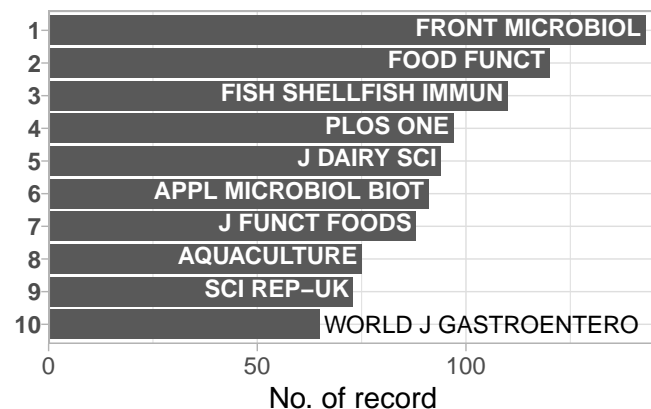 1 FRONT MICROBIOL
2 FOOD FUNCT
3 FISH SHELLFISH IMMUN
4 PLOS ONE
5 J DAIRY SCI
6 APPL MICROBIOL BIOT
7 J FUNCT FOODS
8 AQUACULTURE
9 SCI REP−UK
10 WORLD J GASTROENTERO
0 50 100
No. of record